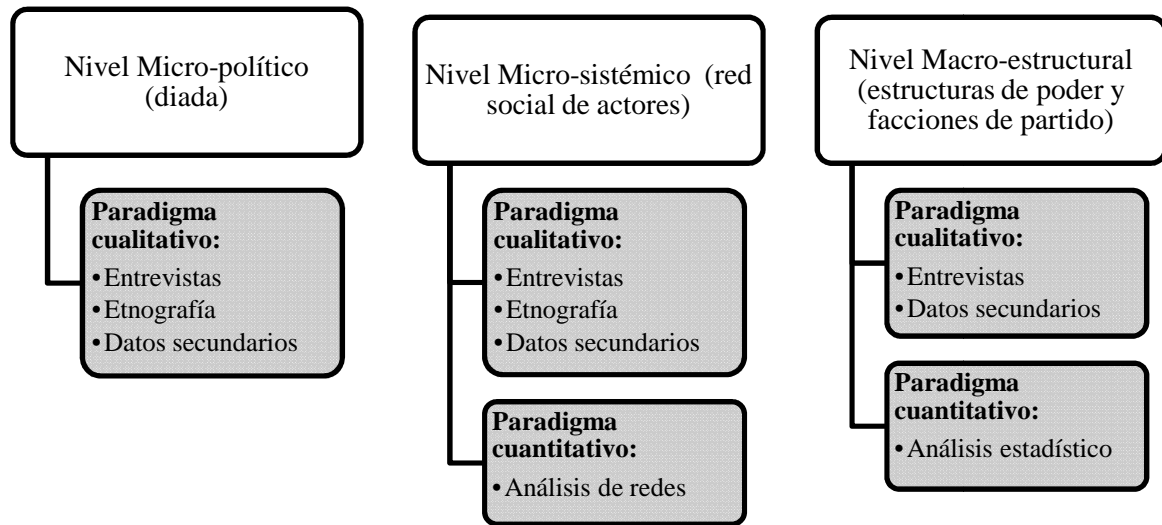 Nivel Micro-político
(diada)
Paradigma
cualitativo:
•Entrevistas
•Etnografía
•Datos secundarios
Nivel Micro-sistémico (red
social de actores)
Paradigma
cualitativo:
•Entrevistas
•Etnografía
•Datos secundarios
Paradigma
cuantitativo:
•Análisis de redes
Nivel Macro-estructural
(estructuras de poder y
facciones de partido)
Paradigma
cualitativo:
•Entrevistas
•Datos secundarios
Paradigma
cuantitativo:
•Análisis estadístico